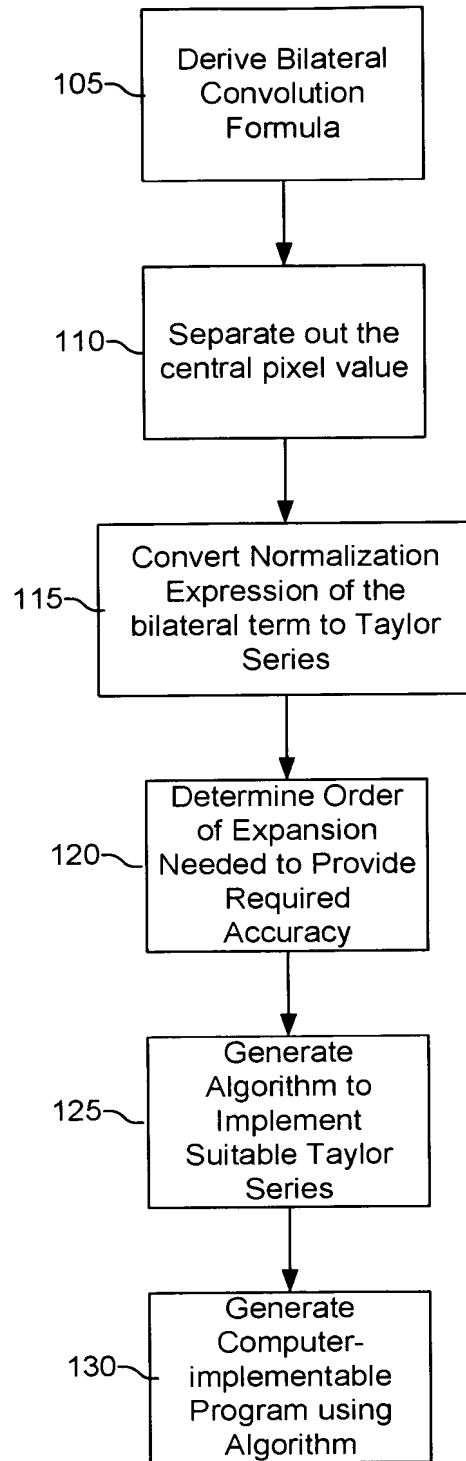 105
Derive Bilateral
Convolution
Formula
110
Separate out the
central pixel value
115
Convert Normalization
Expression of the
bilateral term to Taylor
Series
120
Determine Order
of Expansion
Needed to Provide
Required
Accuracy
125
Generate
Algorithm to
Implement
Suitable Taylor
Series
130
Generate
Computer-
implementable
Program using
Algorithm